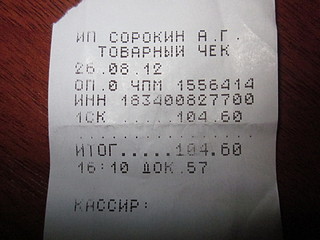 ИП СОРОКИН А.Г.
ТОВАРНЫЙ ЧЕК
26.08.12
ОП.0 ЧПМ 1556414
ИНН 183400827700
1СК .....104.60
................
ИТОГ.....104.60
16:10 ДОК.57
КАССИР: